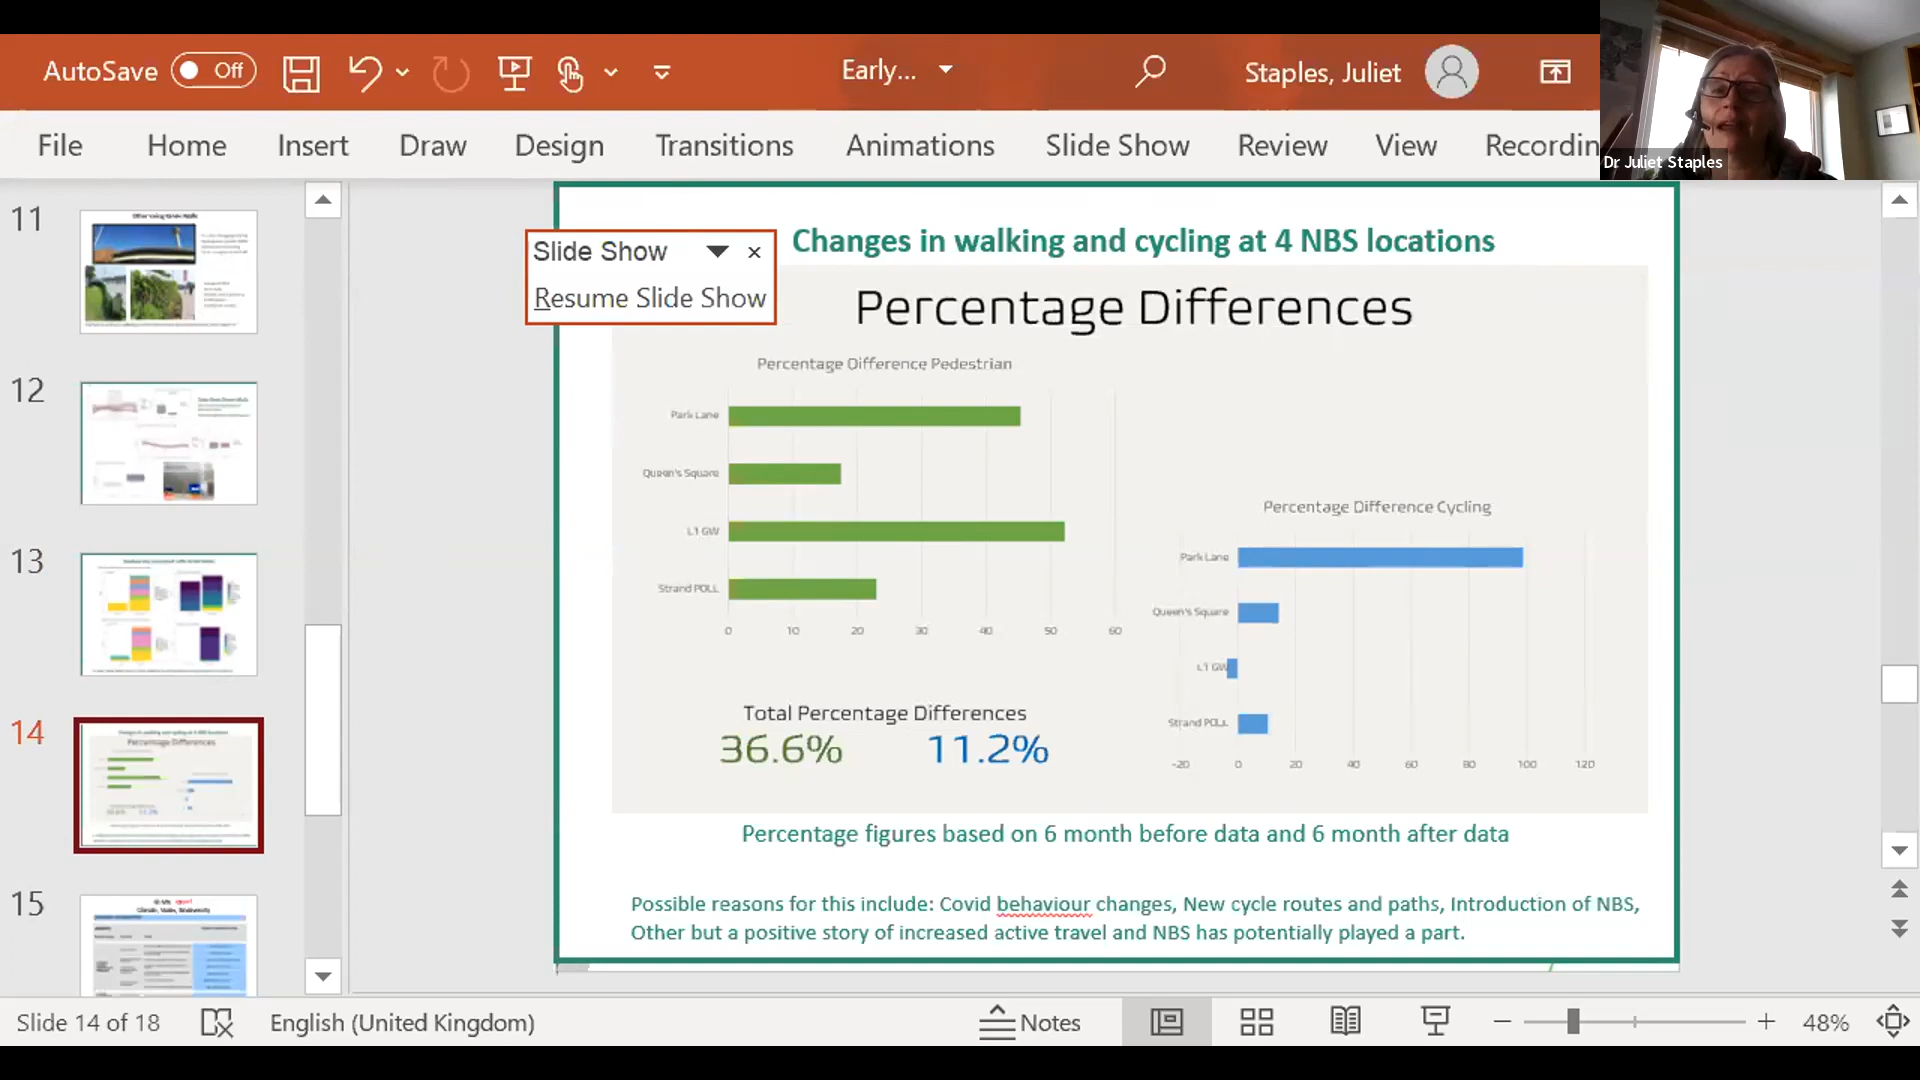 AutoSave Off Early... Staples, Juliet
File Home Insert Draw Design Transitions Animations Slide Show Review View Recordin
Dr Juliet Staples
11
12
13
14
15
Slide Show
Resume Slide Show
Changes in walking and cycling at 4 NBS locations
Percentage Differences
Percentage Difference Pedestrian
Park Lane
Queen's Square
L1 GW
Strand POLL
0 10 20 30 40 50 60
Percentage Difference Cycling
Park Lane
Queen's Square
L1 GW
Strand POLL
-20 0 20 40 60 80 100 120
Total Percentage Differences
36.6% 11.2%
Percentage figures based on 6 month before data and 6 month after data
Possible reasons for this include: Covid behaviour changes, New cycle routes and paths, Introduction of NBS,
Other but a positive story of increased active travel and NBS has potentially played a part.
Slide 14 of 18 English (United Kingdom) Notes 48%